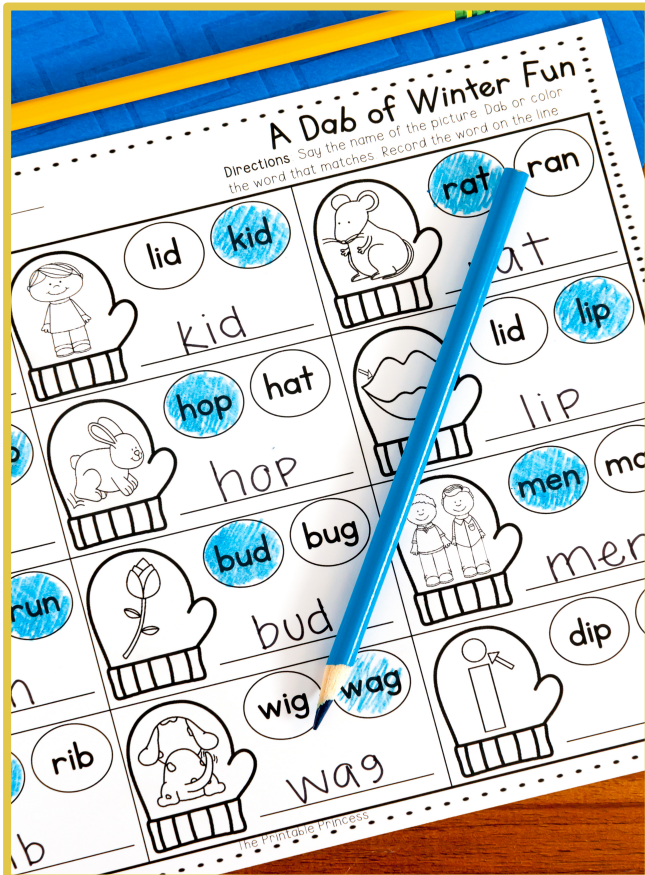 A Dab of Winter Fun
Directions Say the name of the picture. Dab or color
the word that matches. Record the word on the line
lid kid
kid
rat ran
hop hat
hop
lid lip
lip
bud bug
bud
men
run
wig wag
wag
dip
rib
The Printable Princess